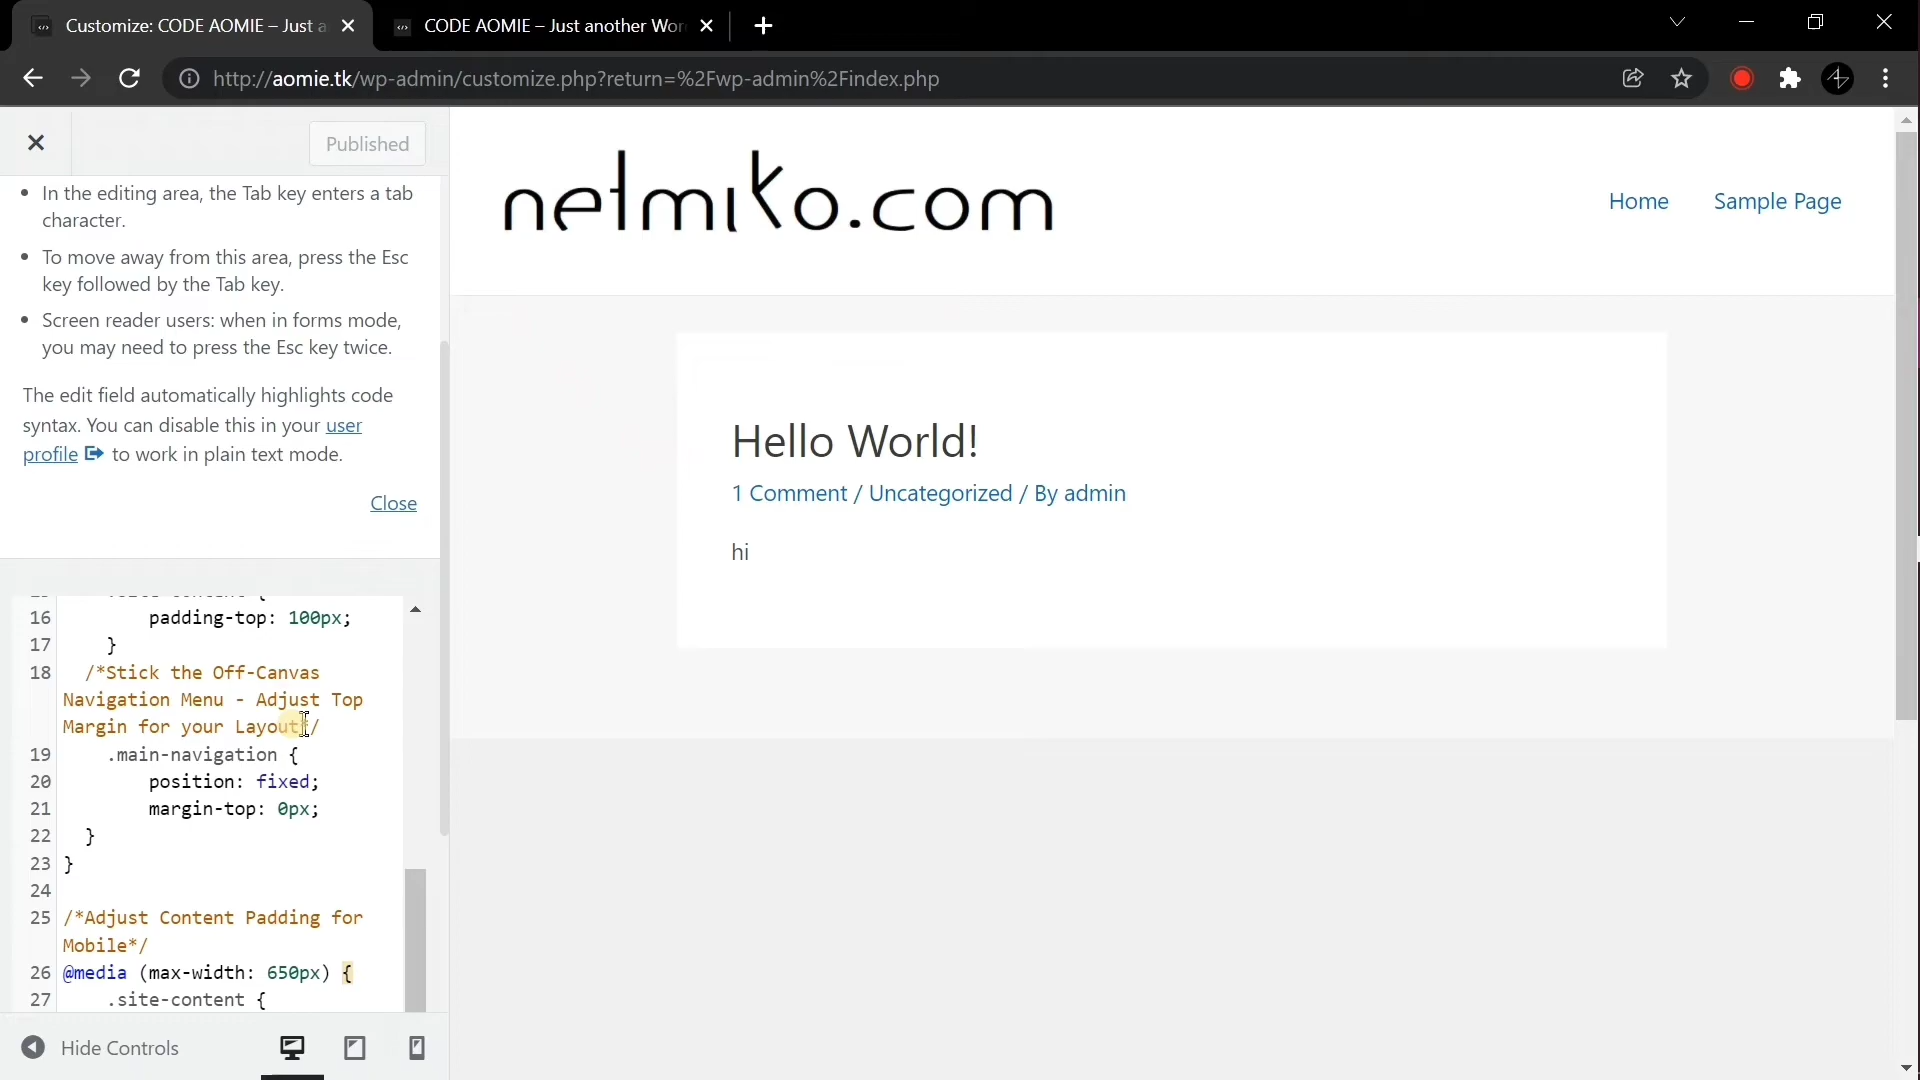 Customize: CODE AOMIE – Just a
CODE AOMIE – Just another Wor
http://aomie.tk/wp-admin/customize.php?return=%2Fwp-admin%2Findex.php
Published
In the editing area, the Tab key enters a tab
character.
To move away from this area, press the Esc
key followed by the Tab key.
Screen reader users: when in forms mode,
you may need to press the Esc key twice.
The edit field automatically highlights code
syntax. You can disable this in your user
profile to work in plain text mode.
Close
16 padding-top: 100px;
17 }
18 /*Stick the Off-Canvas
Navigation Menu - Adjust Top
Margin for your Layout*/
19 .main-navigation {
20 position: fixed;
21 margin-top: 0px;
22 }
23 }
24
25 /*Adjust Content Padding for
Mobile*/
26 @media (max-width: 650px) {
27 .site-content {
Hide Controls
netmiko.com
Home
Sample Page
Hello World!
1 Comment / Uncategorized / By admin
hi